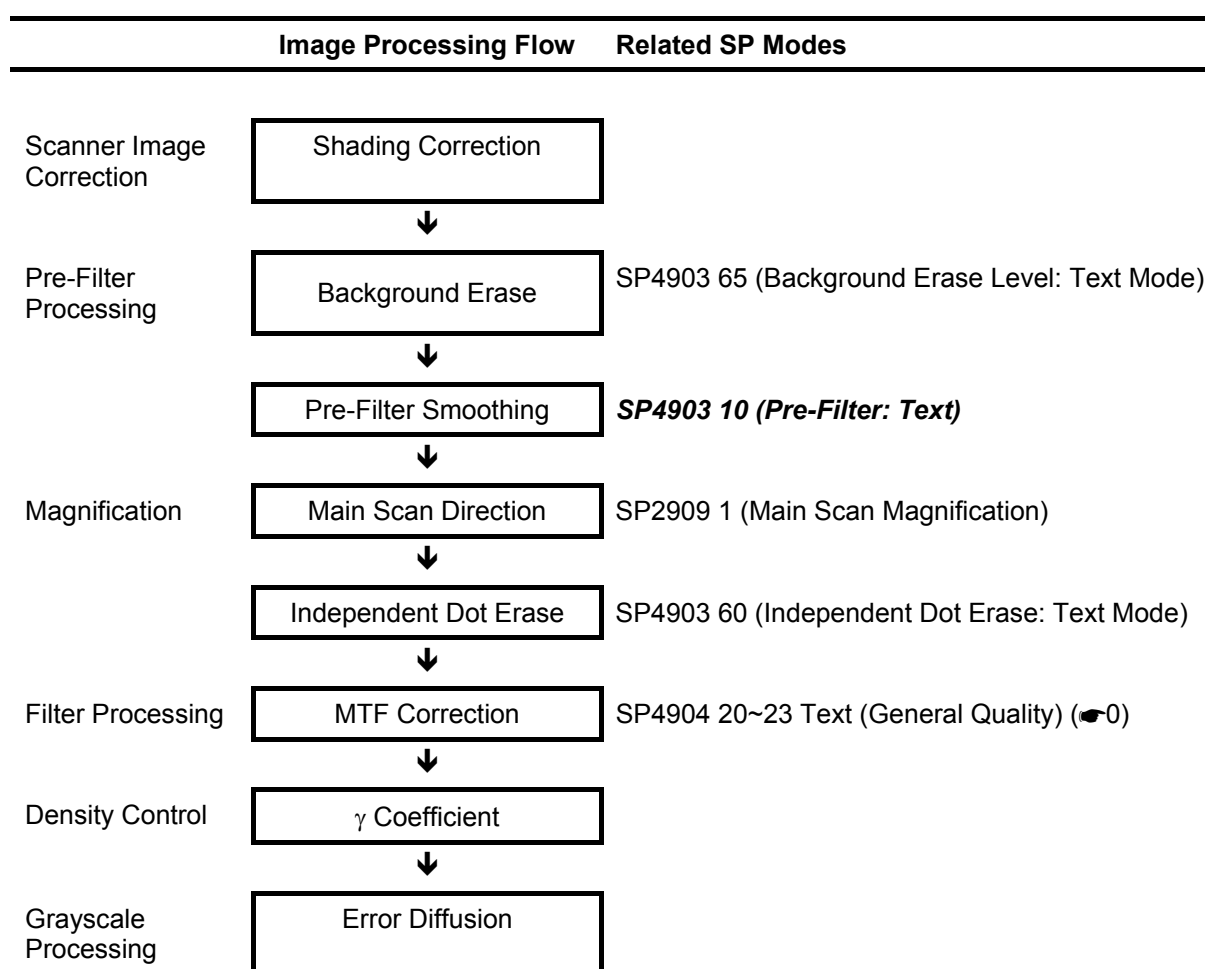 Image Processing Flow Related SP Modes
Scanner Image Shading Correction
Correction
Pre-Filter Background Erase SP4903 65 (Background Erase Level: Text Mode)
Processing
Pre-Filter Smoothing SP4903 10 (Pre-Filter: Text)
Magnification Main Scan Direction SP2909 1 (Main Scan Magnification)
Independent Dot Erase SP4903 60 (Independent Dot Erase: Text Mode)
Filter Processing MTF Correction SP4904 20~23 Text (General Quality) (☛0)
Density Control γ Coefficient
Grayscale Error Diffusion
Processing